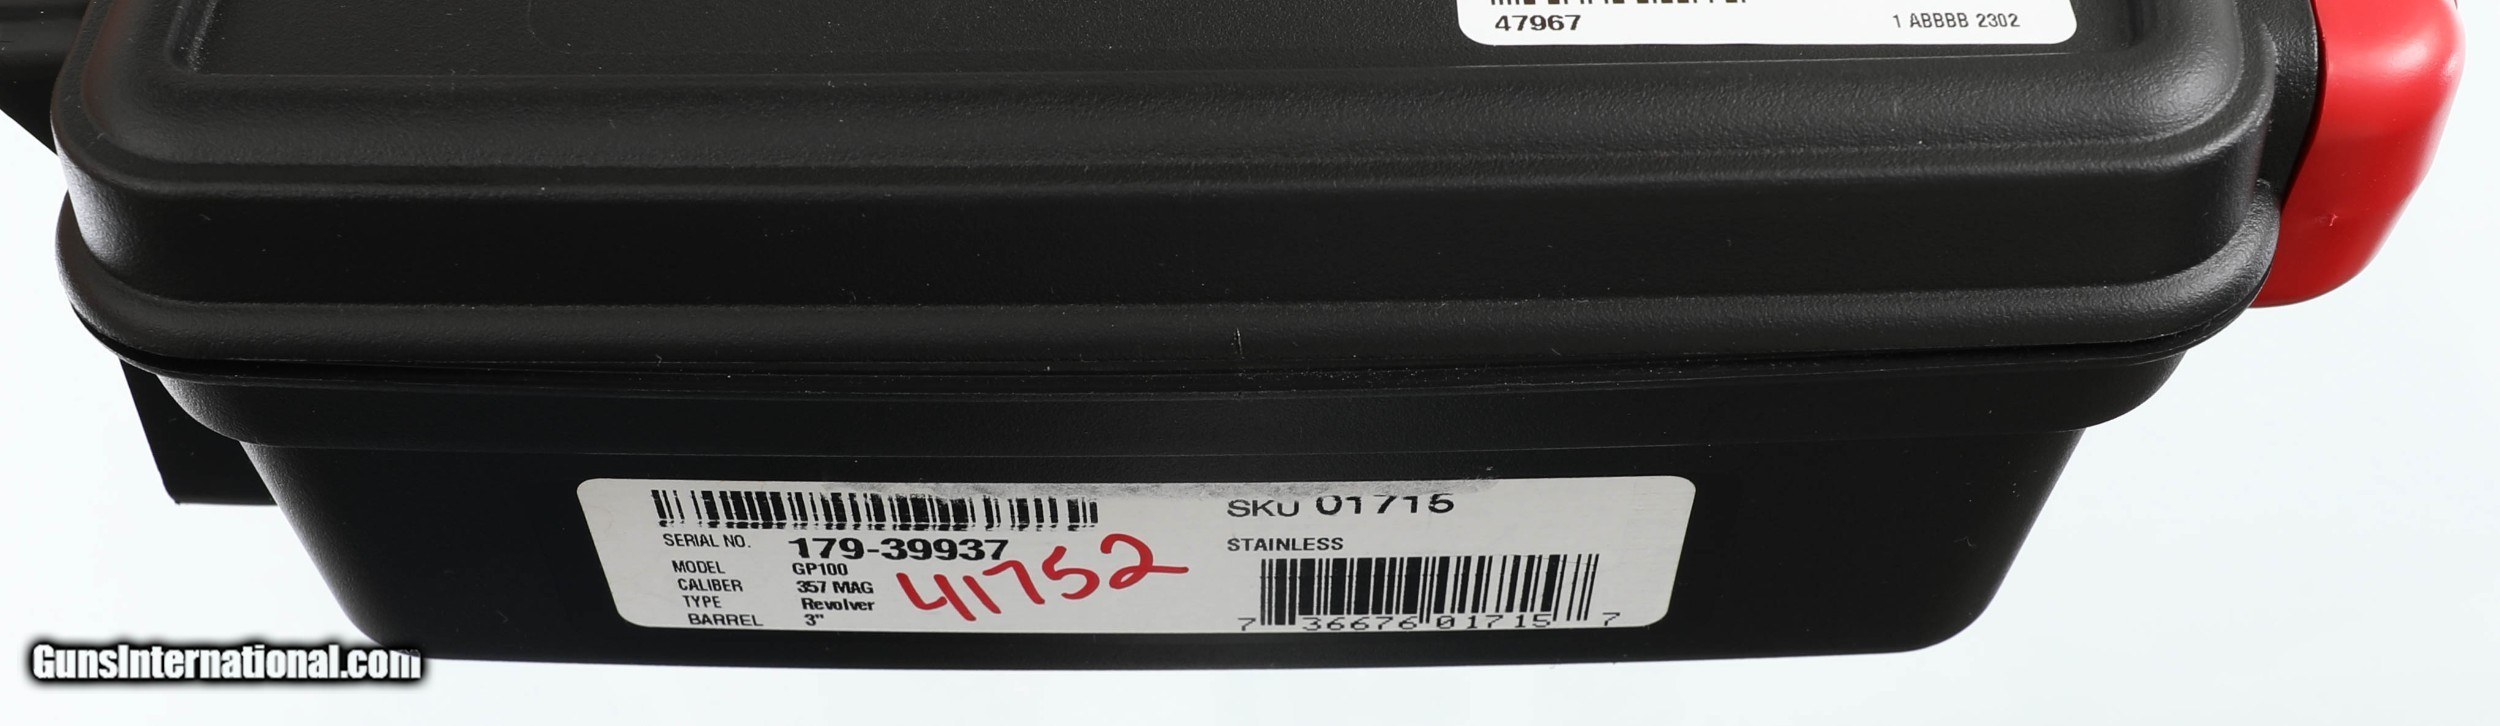 47967
1 ABBBB 2302
SKU 01715
SERIAL NO. 179-39937
STAINLESS
MODEL GP100
CALIBER 357 MAG
TYPE Revolver
BARREL 3"
41752
7 36676 01715 7
GunsInternational.com